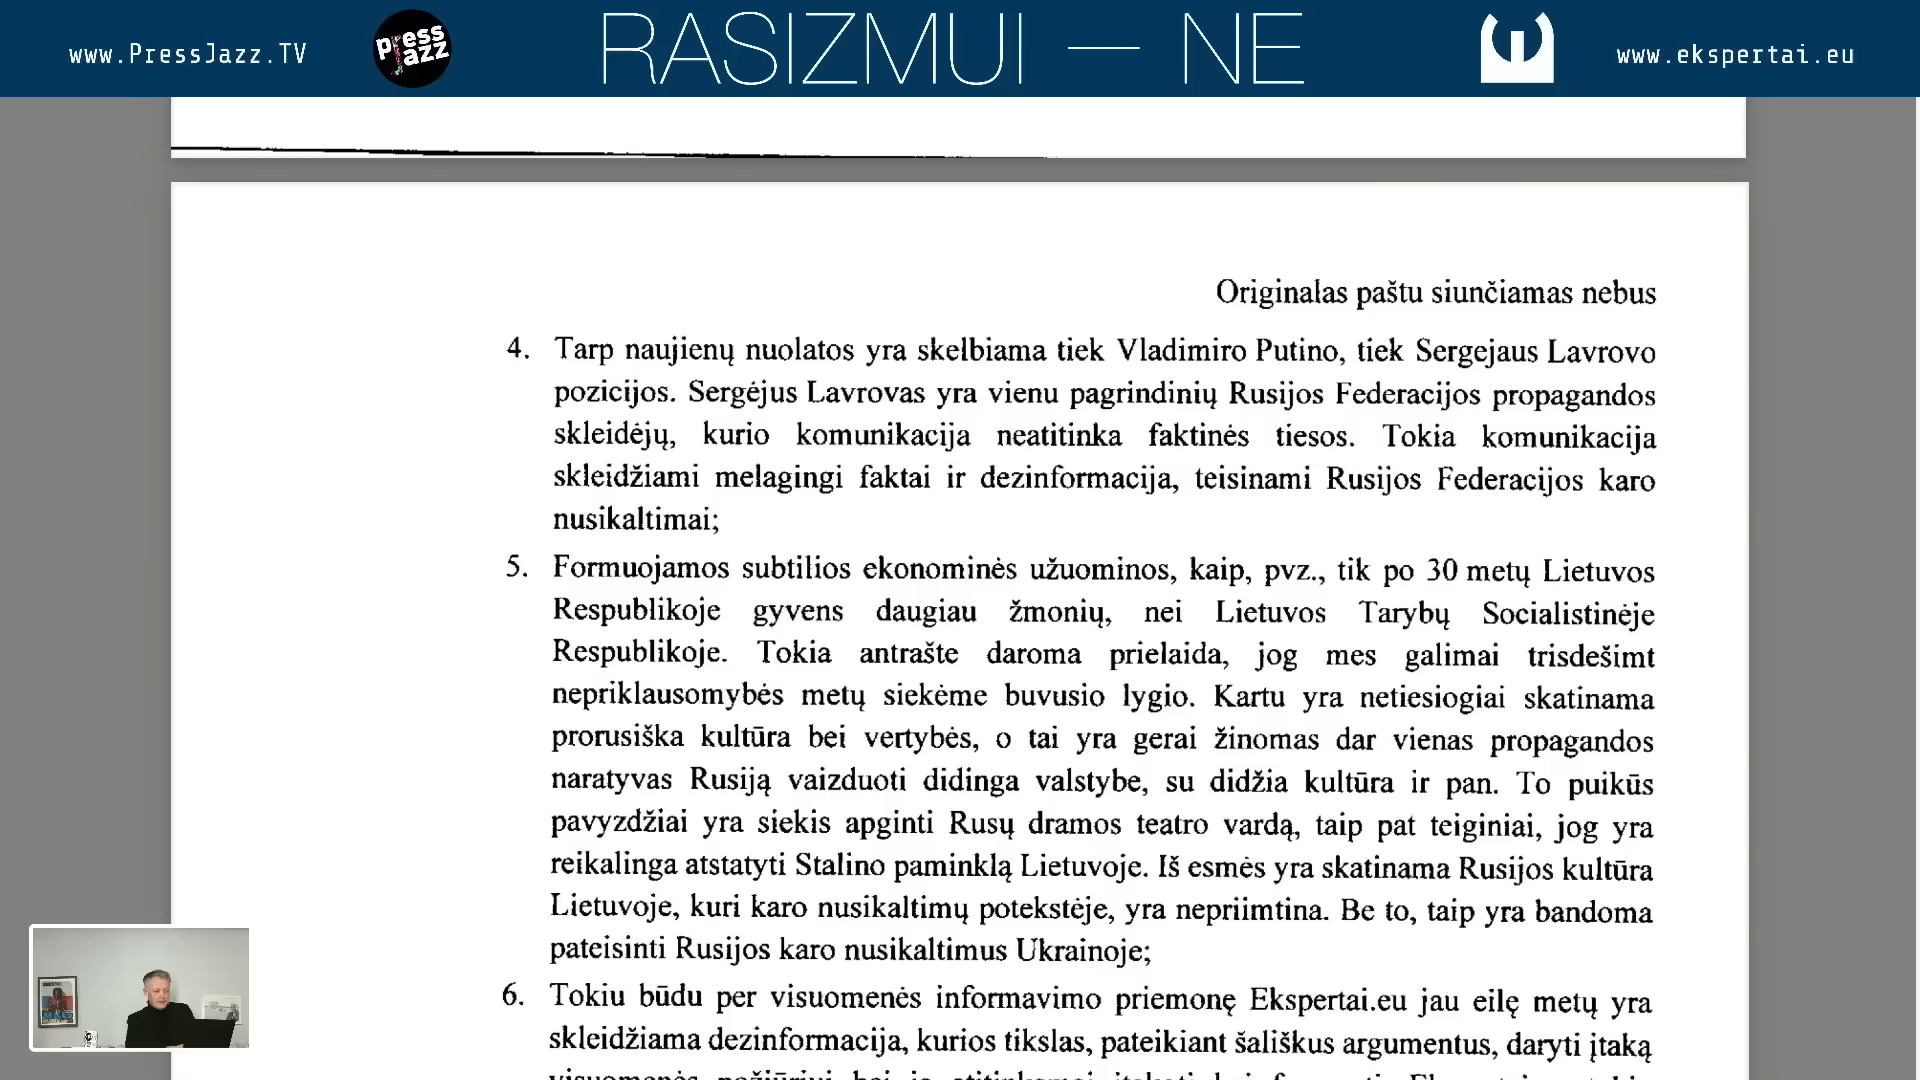 www.PressJazz.TV
press
jazz
RASIZMUI — NE
www.ekspertai.eu
Originalas paštu siunčiamas nebus
4. Tarp naujienų nuolatos yra skelbiama tiek Vladimiro Putino, tiek Sergejaus Lavrovo
pozicijos. Sergėjus Lavrovas yra vienu pagrindinių Rusijos Federacijos propagandos
skleidėjų, kurio komunikacija neatitinka faktinės tiesos. Tokia komunikacija
skleidžiami melagingi faktai ir dezinformacija, teisinami Rusijos Federacijos karo
nusikaltimai;
5. Formuojamos subtilios ekonominės užuominos, kaip, pvz., tik po 30 metų Lietuvos
Respublikoje gyvens daugiau žmonių, nei Lietuvos Tarybų Socialistinėje
Respublikoje. Tokia antrašte daroma prielaida, jog mes galimai trisdešimt
nepriklausomybės metų siekėme buvusio lygio. Kartu yra netiesiogiai skatinama
prorusiška kultūra bei vertybės, o tai yra gerai žinomas dar vienas propagandos
naratyvas Rusiją vaizduoti didinga valstybe, su didžia kultūra ir pan. To puikūs
pavyzdžiai yra siekis apginti Rusų dramos teatro vardą, taip pat teiginiai, jog yra
reikalinga atstatyti Stalino paminklą Lietuvoje. Iš esmės yra skatinama Rusijos kultūra
Lietuvoje, kuri karo nusikaltimų potekstėje, yra nepriimtina. Be to, taip yra bandoma
pateisinti Rusijos karo nusikaltimus Ukrainoje;
6. Tokiu būdu per visuomenės informavimo priemonę Ekspertai.eu jau eilę metų yra
skleidžiama dezinformacija, kurios tikslas, pateikiant šališkus argumentus, daryti įtaką